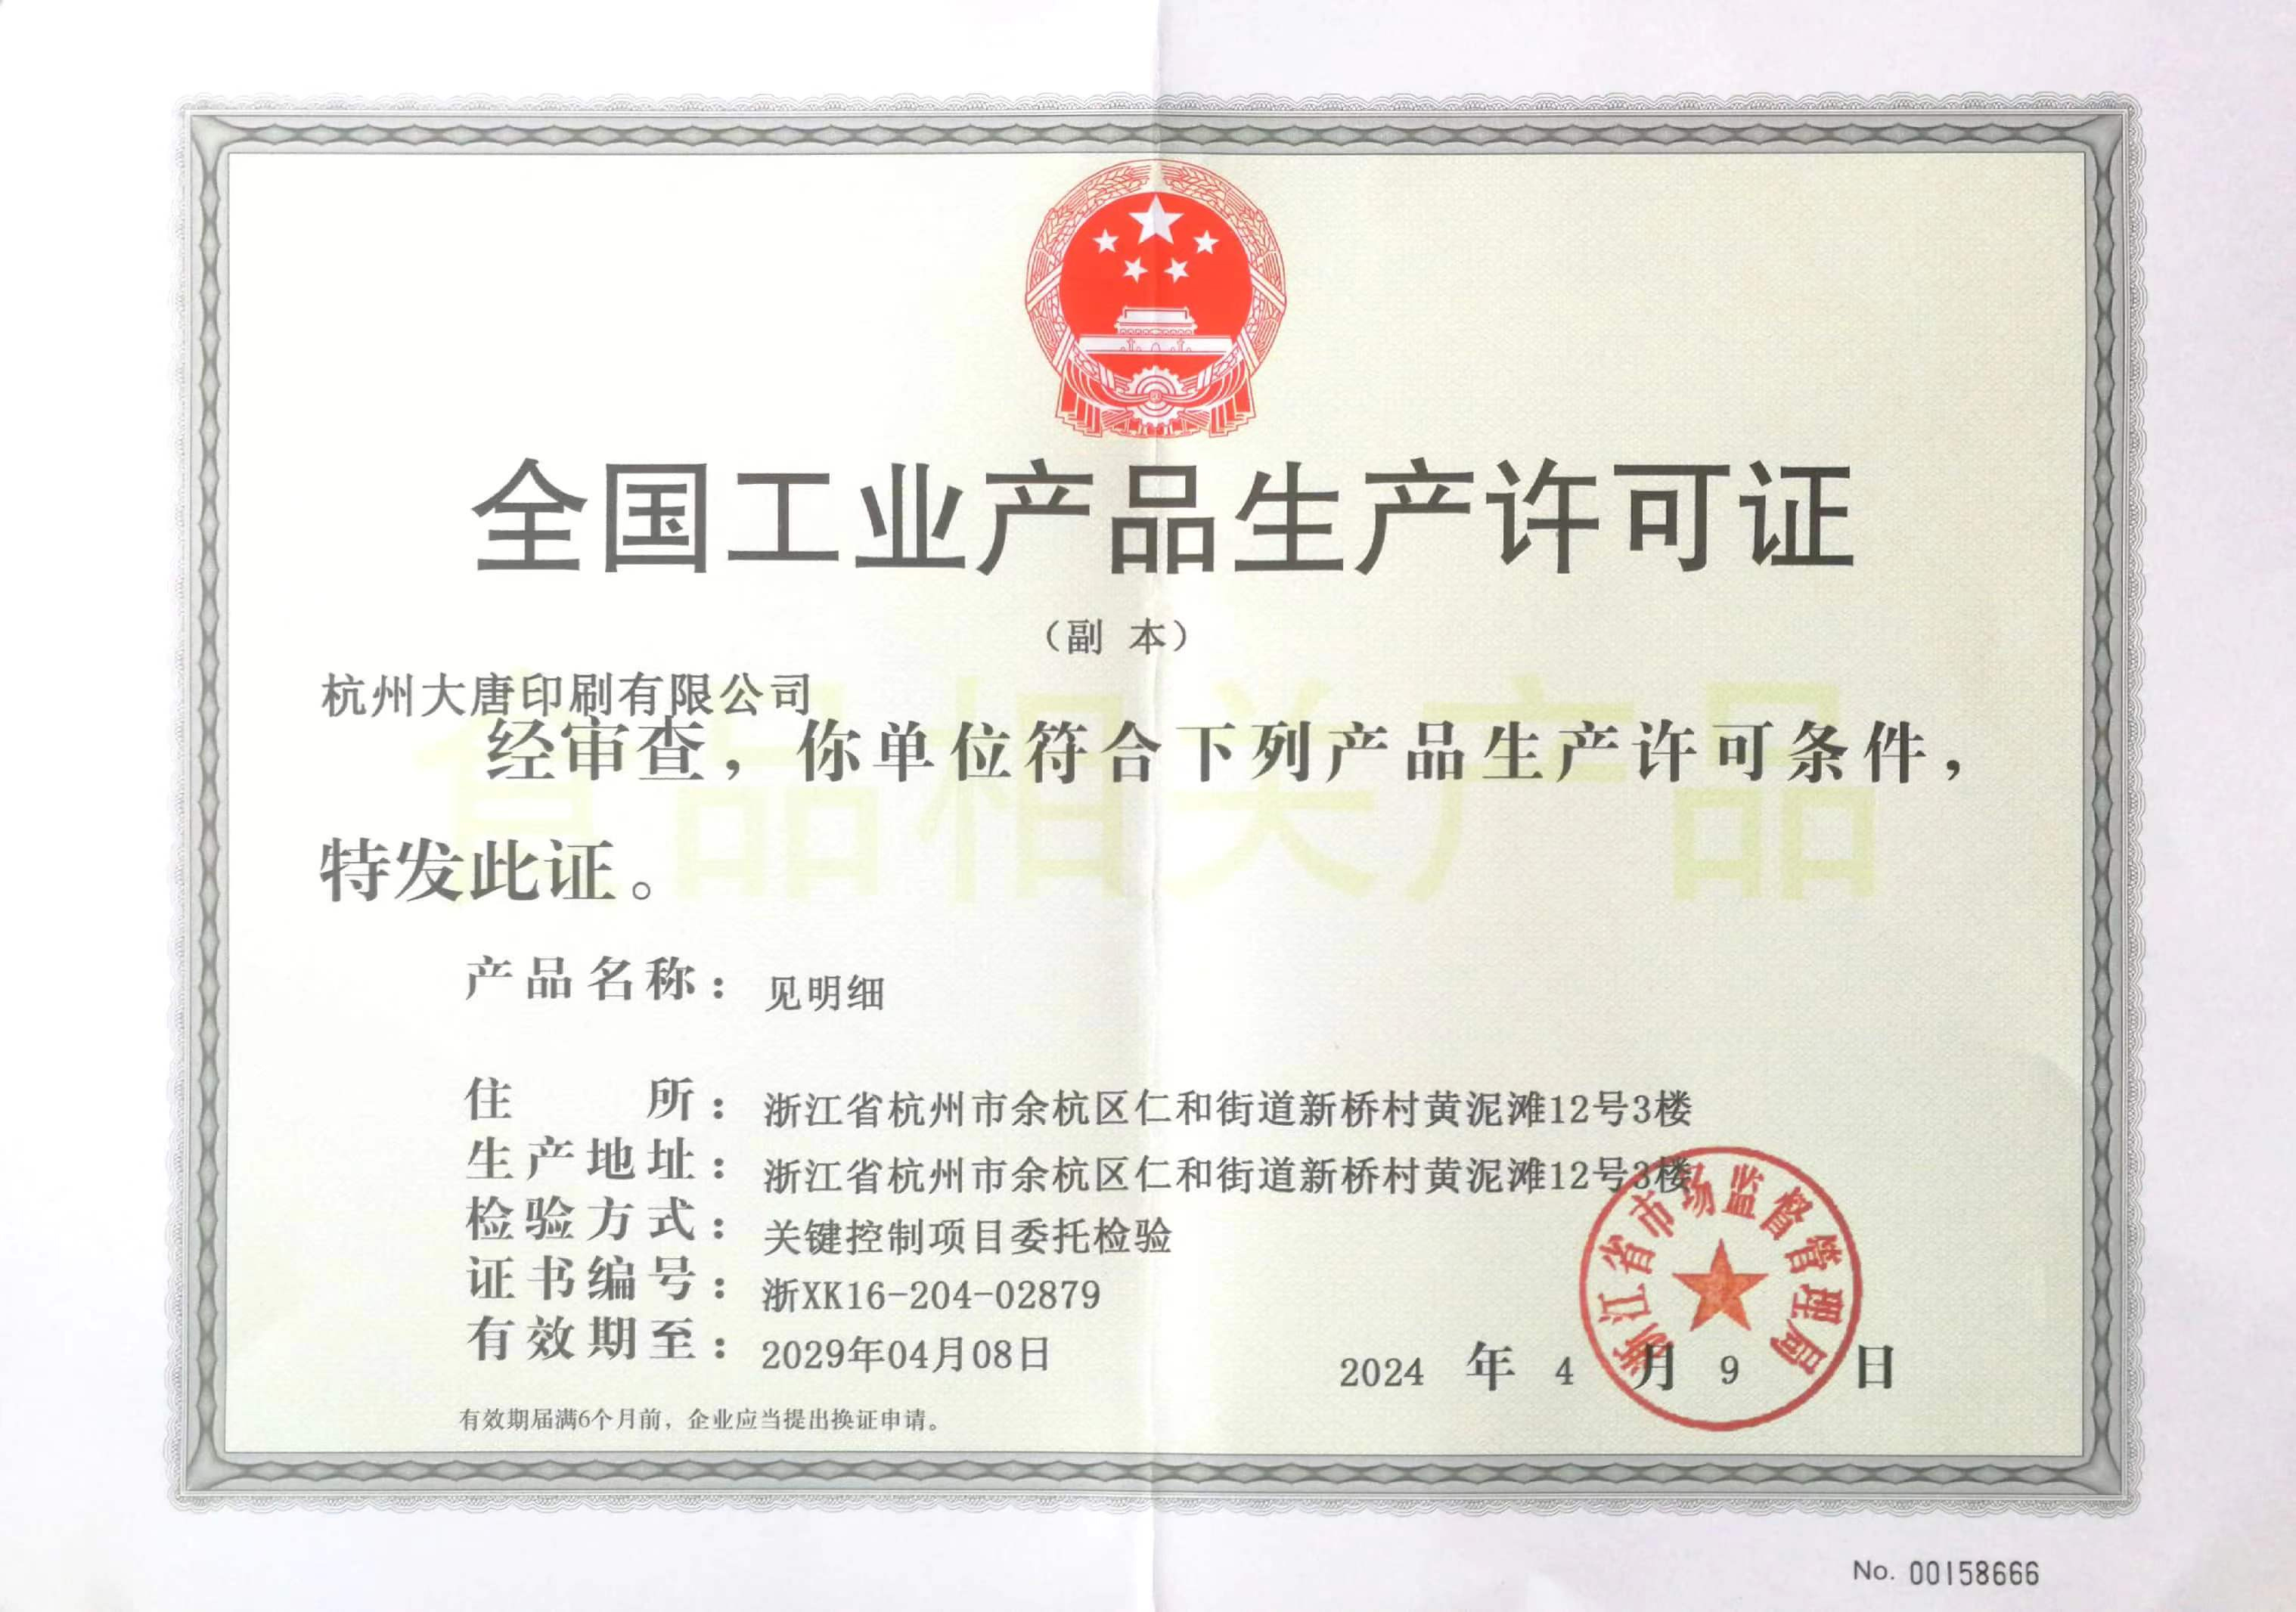 全国工业产品生产许可证
（副 本）
杭州大唐印刷有限公司
经审查，你单位符合下列产品生产许可条件，
特发此证。
食品相关产品
产品名称：见明细
住所：浙江省杭州市余杭区仁和街道新桥村黄泥滩12号3楼
生产地址：浙江省杭州市余杭区仁和街道新桥村黄泥滩12号3楼
检验方式：关键控制项目委托检验
证书编号：浙XK16-204-02879
有效期至：2029年04月08日
浙江省市场监督管理局
2024 年 4 月 9 日
有效期届满6个月前，企业应当提出换证申请。
No. 00158666